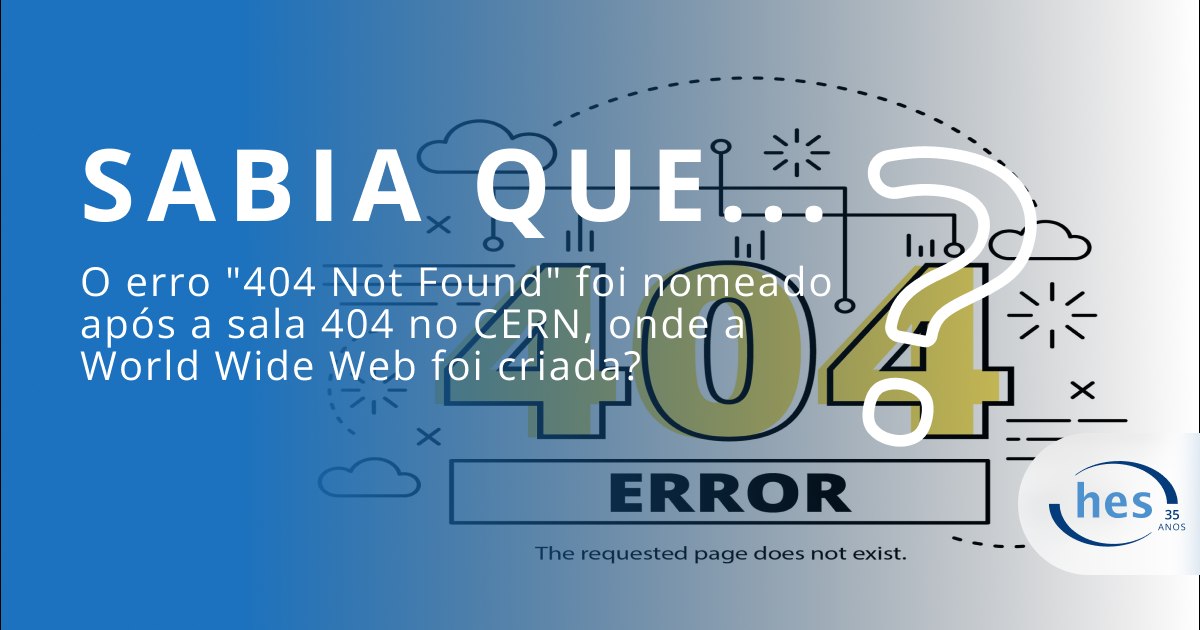 SABIA QUE...
O erro "404 Not Found" foi nomeado
após a sala 404 no CERN, onde a
World Wide Web foi criada?
?
404
ERROR
The requested page does not exist.
hes
35
ANOS